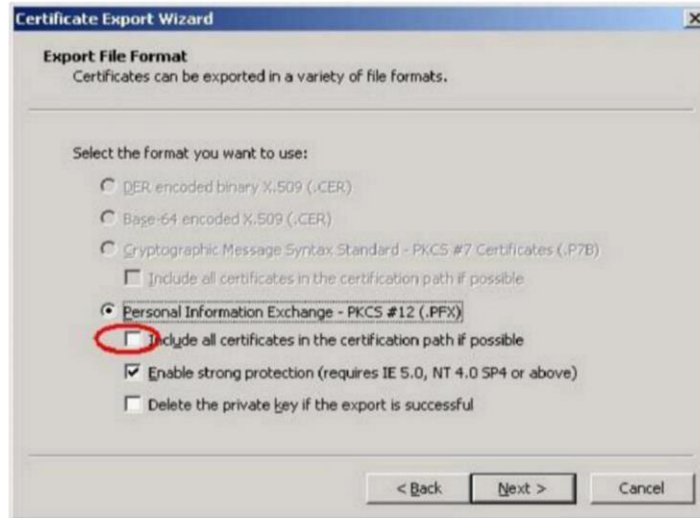 Certificate Export Wizard
Export File Format
Certificates can be exported in a variety of file formats.
Select the format you want to use:
DER encoded binary X.509 (.CER)
Base-64 encoded X.509 (.CER)
Cryptographic Message Syntax Standard - PKCS #7 Certificates (.P7B)
Include all certificates in the certification path if possible
Personal Information Exchange - PKCS #12 (.PFX)
Include all certificates in the certification path if possible
Enable strong protection (requires IE 5.0, NT 4.0 SP4 or above)
Delete the private key if the export is successful
< Back Next > Cancel